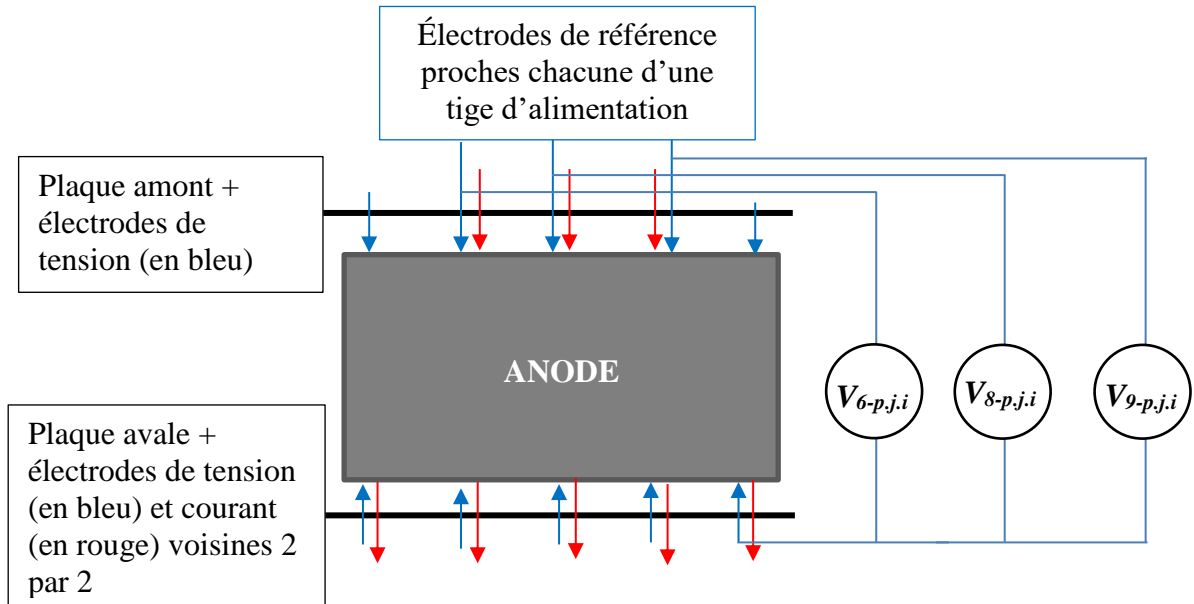 Électrodes de référence
proches chacune d’une
tige d’alimentation
Plaque amont +
électrodes de
tension (en bleu)
ANODE
V6-p.j.i
V8-p.j.i
V9-p.j.i
Plaque avale +
électrodes de tension
(en bleu) et courant
(en rouge) voisines 2
par 2